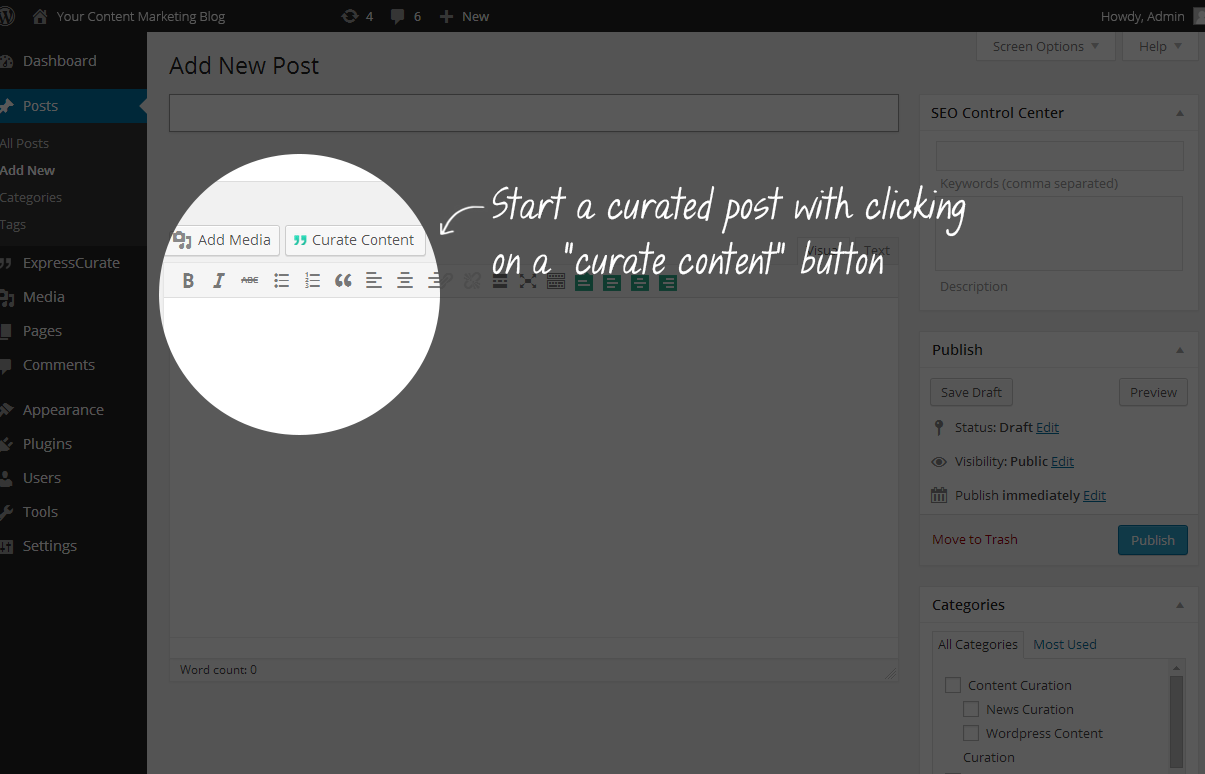 Your Content Marketing Blog 4 6 New Howdy, Admin
Screen Options Help
Dashboard
Posts
All Posts
Add New
Categories
Tags
ExpressCurate
Media
Pages
Comments
Appearance
Plugins
Users
Tools
Settings
Add New Post
Add Media Curate Content
Visual Text
B I ABC
Start a curated post with clicking
on a "curate content" button
Word count: 0
SEO Control Center
Keywords (comma separated)
Description
Publish
Save Draft Preview
Status: Draft Edit
Visibility: Public Edit
Publish immediately Edit
Move to Trash Publish
Categories
All Categories Most Used
Content Curation
News Curation
Wordpress Content
Curation